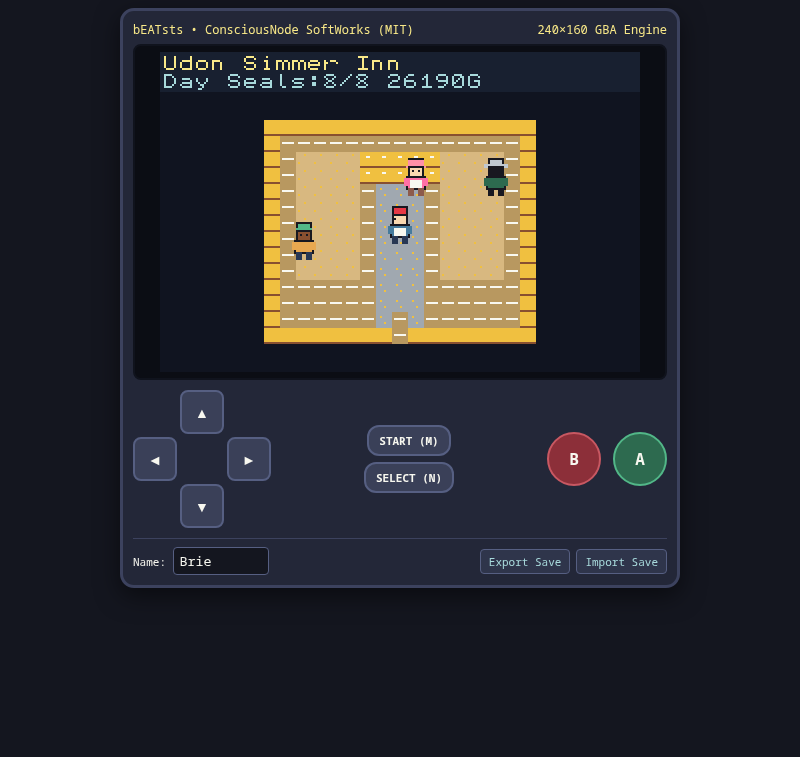 bEATsts • ConsciousNode SoftWorks (MIT)
240×160 GBA Engine
Udon Simmer Inn
Day Seals:8/8 26190G
▲
◀
▶
▼
START (M)
SELECT (N)
B
A
Name:
Brie
Export Save
Import Save